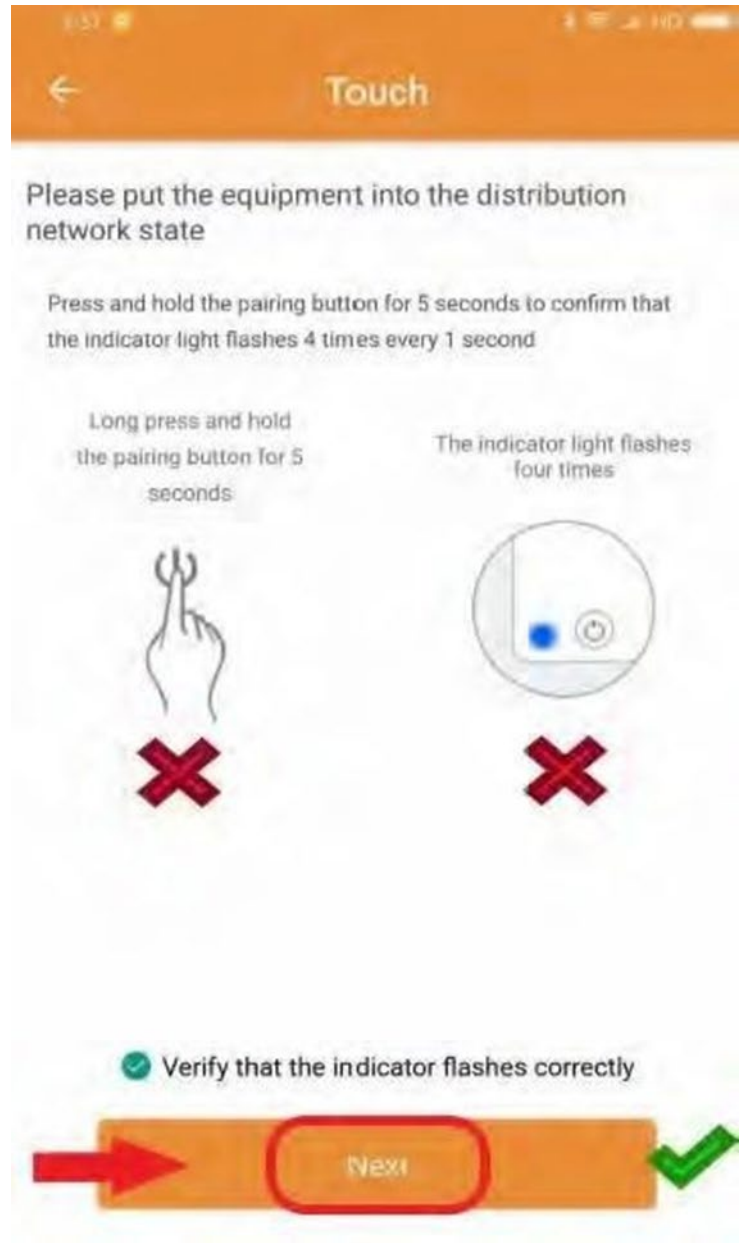 Touch
Please put the equipment into the distribution
network state
Press and hold the pairing button for 5 seconds to confirm that
the indicator light flashes 4 times every 1 second
Long press and hold
the pairing button for 5
seconds
The indicator light flashes
four times
Verify that the indicator flashes correctly
Next